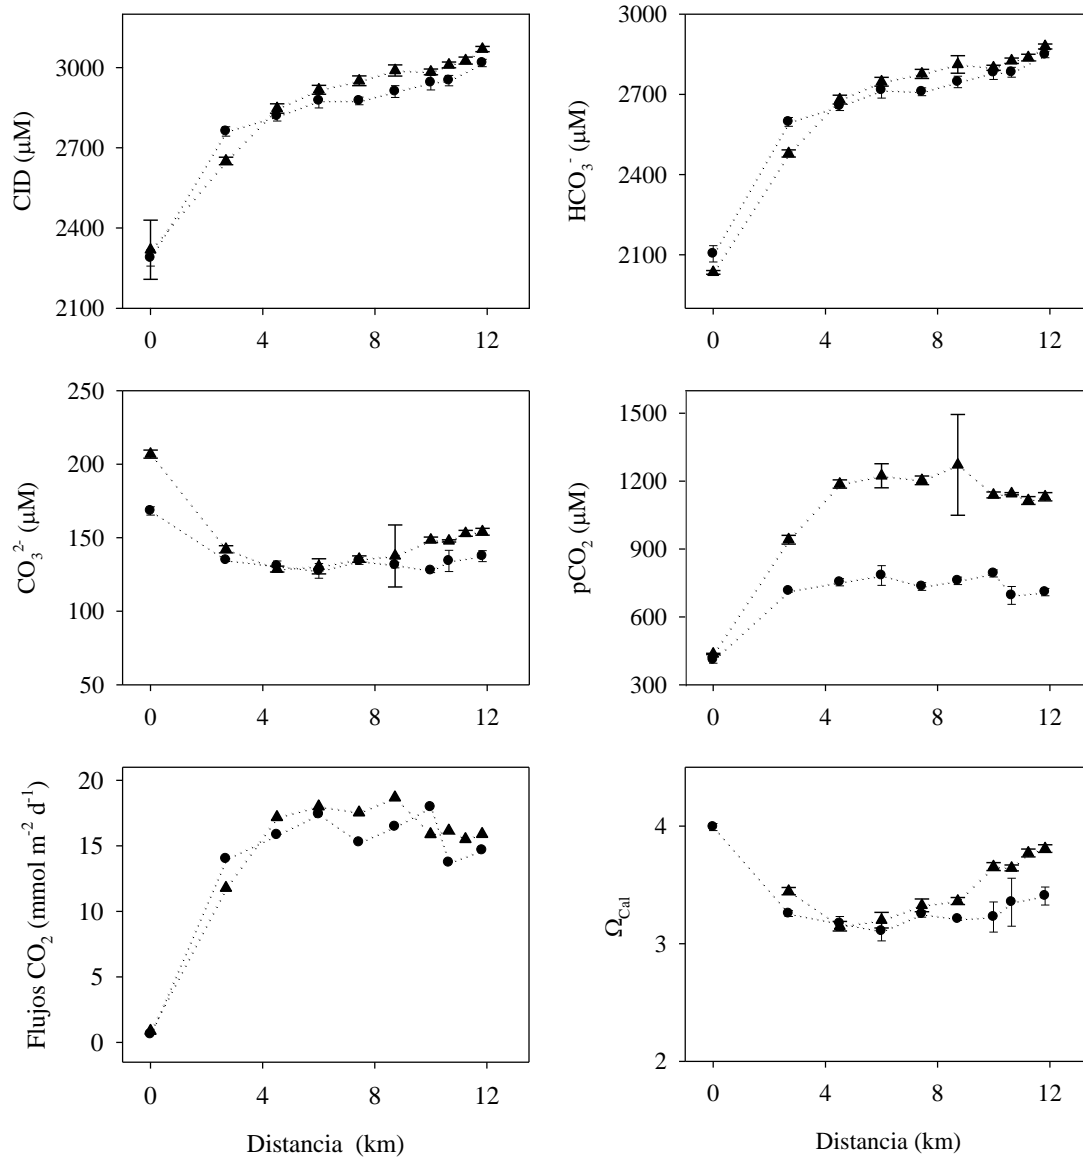 CID (μM)
3000
2700
2400
2100
0 4 8 12
HCO3- (μM)
3000
2700
2400
2100
0 4 8 12
CO3 2- (μM)
250
200
150
100
50
0 4 8 12
pCO2 (μM)
1500
1200
900
600
300
0 4 8 12
Flujos CO2 (mmol m-2 d-1)
20
15
10
5
0
0 4 8 12
Distancia (km)
ΩCal
4
3
2
0 4 8 12
Distancia (km)